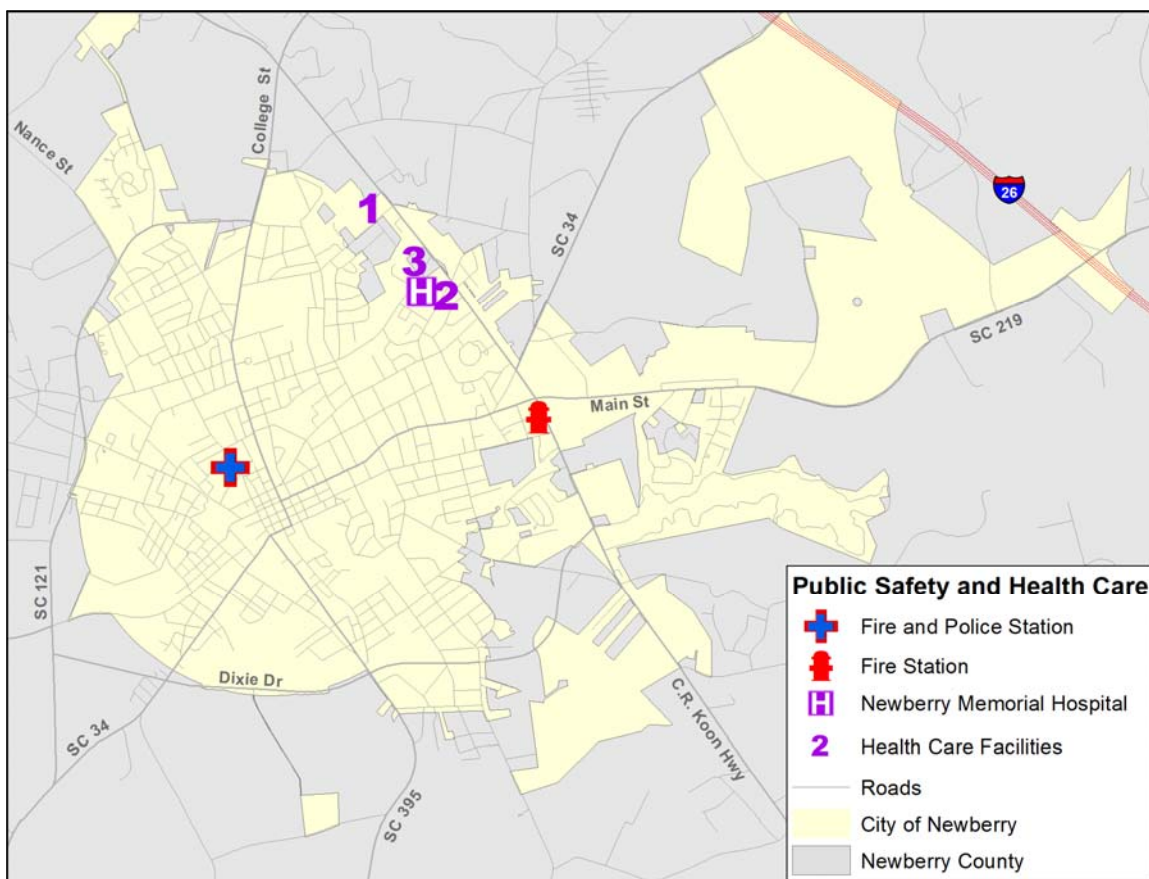 College St
Nance St
26
1
SC 34
3
H
2
SC 219
Main St
SC 121
Dixie Dr
C.R. Koon Hwy
SC 34
SC 395
Public Safety and Health Care
Fire and Police Station
Fire Station
H Newberry Memorial Hospital
2 Health Care Facilities
Roads
City of Newberry
Newberry County